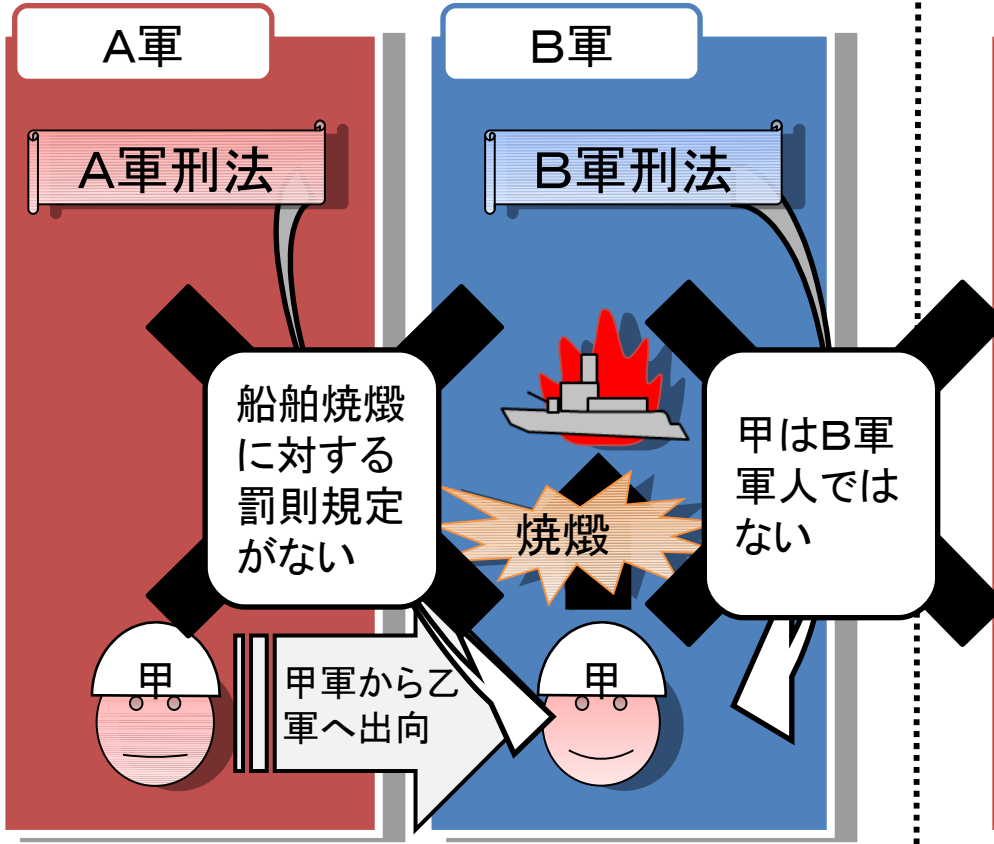 A軍
B軍
A軍刑法
B軍刑法
船舶焼燬
に対する
罰則規定
がない
甲はB軍
軍人では
ない
焼燬
甲
甲軍から乙
軍へ出向
甲